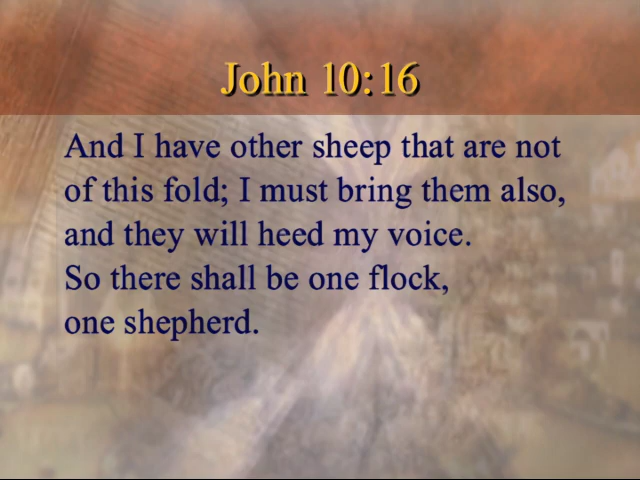 John 10:16
And I have other sheep that are not
of this fold; I must bring them also,
and they will heed my voice.
So there shall be one flock,
one shepherd.